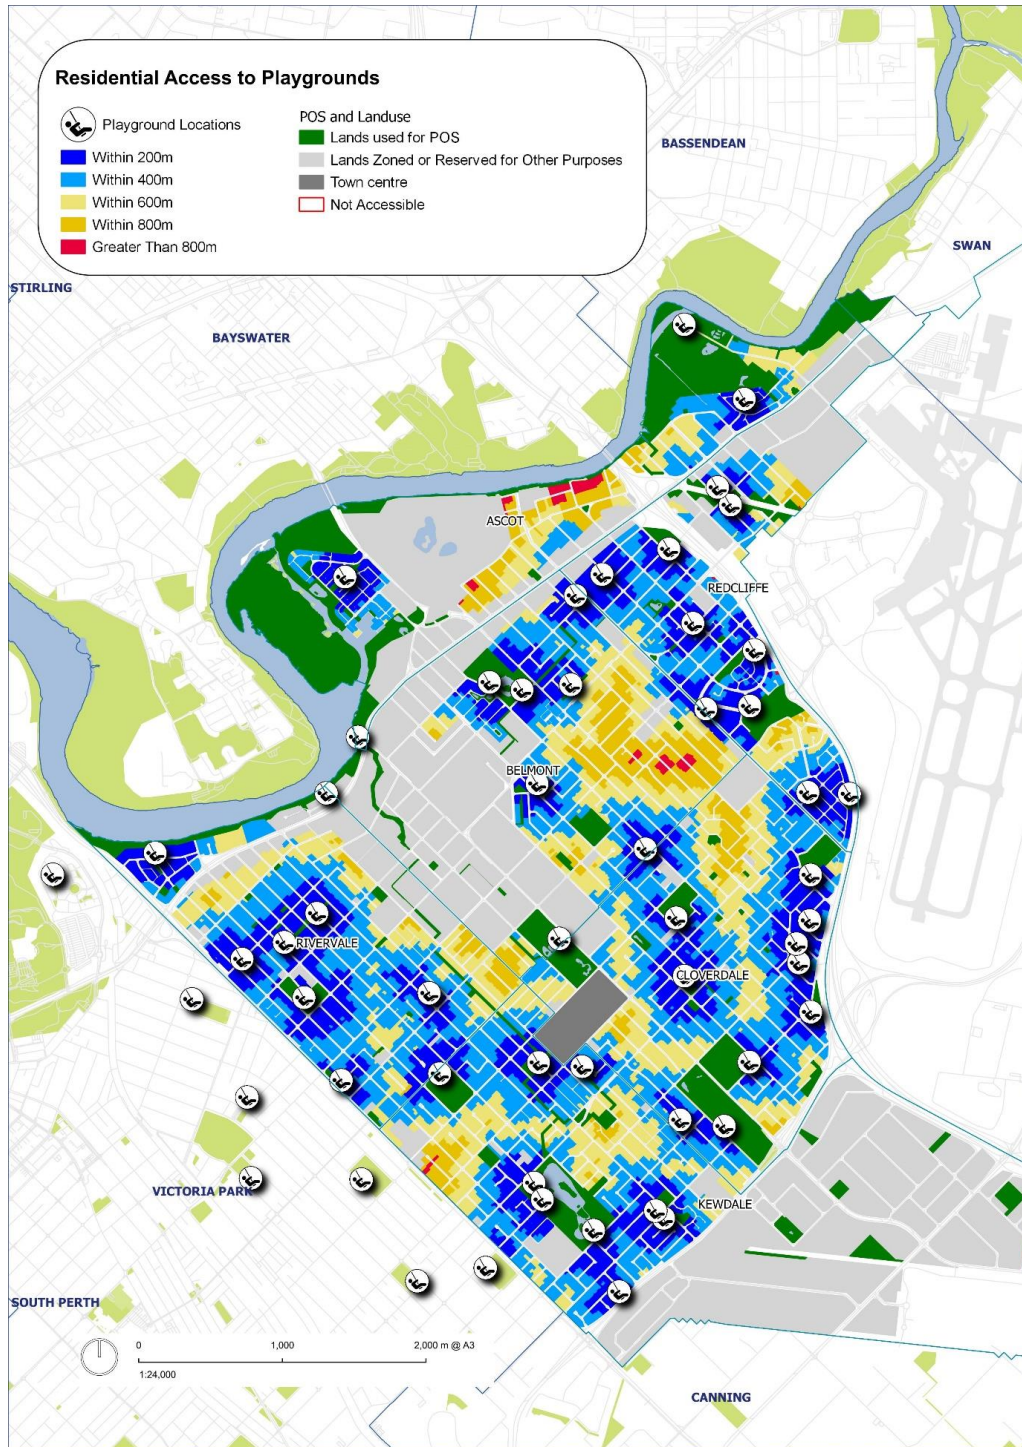 Residential Access to Playgrounds
Playground Locations
Within 200m
Within 400m
Within 600m
Within 800m
Greater Than 800m
POS and Landuse
Lands used for POS
Lands Zoned or Reserved for Other Purposes
Town centre
Not Accessible
BASSENDEAN
SWAN
STIRLING
BAYSWATER
ASCOT
REDCLIFFE
BELMONT
RIVERVALE
CLOVERDALE
VICTORIA PARK
KEWDALE
SOUTH PERTH
0 1,000 2,000 m @ A3
1:24,000
CANNING